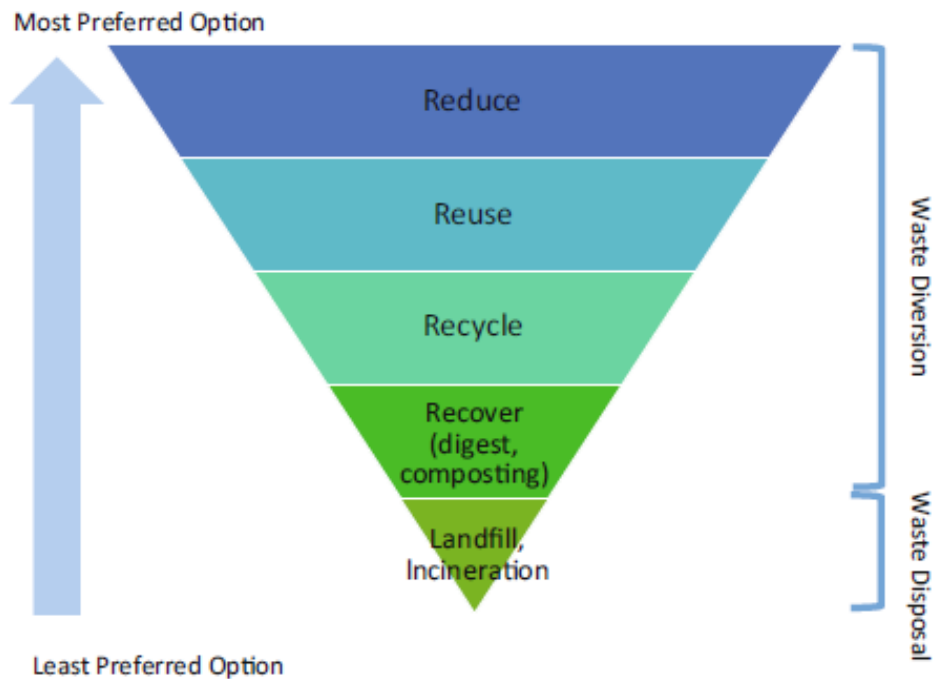 Most Preferred Option
Reduce
Reuse
Recycle
Recover
(digest,
composting)
Landfill,
Incineration
Least Preferred Option
Waste Diversion
Waste Disposal